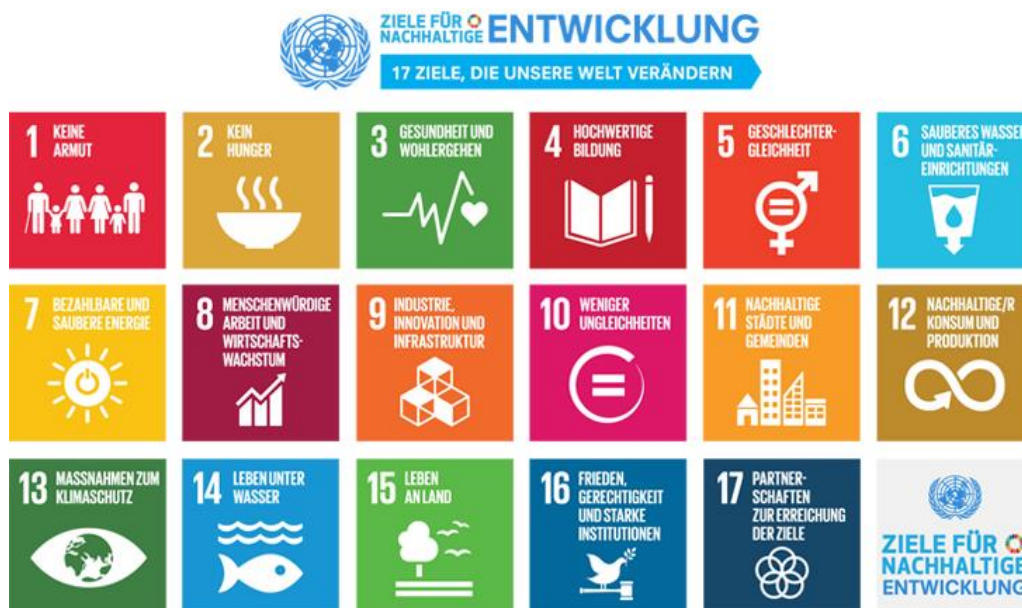 ZIELE FÜR
NACHHALTIGE
ENTWICKLUNG
17 ZIELE, DIE UNSERE WELT VERÄNDERN
1 KEINE
ARMUT
2 KEIN
HUNGER
3 GESUNDHEIT UND
WOHLERGEHEN
4 HOCHWERTIGE
BILDUNG
5 GESCHLECHTER-
GLEICHHEIT
6 SAUBERES WASSER
UND SANITÄR-
EINRICHTUNGEN
7 BEZAHLBARE UND
SAUBERE ENERGIE
8 MENSCHENWÜRDIGE
ARBEIT UND
WIRTSCHAFTS-
WACHSTUM
9 INDUSTRIE,
INNOVATION UND
INFRASTRUKTUR
10 WENIGER
UNGLEICHHEITEN
11 NACHHALTIGE
STÄDTE UND
GEMEINDEN
12 NACHHALTIGE/R
KONSUM UND
PRODUKTION
13 MASSNAHMEN ZUM
KLIMASCHUTZ
14 LEBEN UNTER
WASSER
15 LEBEN
AN LAND
16 FRIEDEN,
GERECHTIGKEIT
UND STARKE
INSTITUTIONEN
17 PARTNER-
SCHAFTEN
ZUR ERREICHUNG
DER ZIELE
ZIELE FÜR
NACHHALTIGE
ENTWICKLUNG